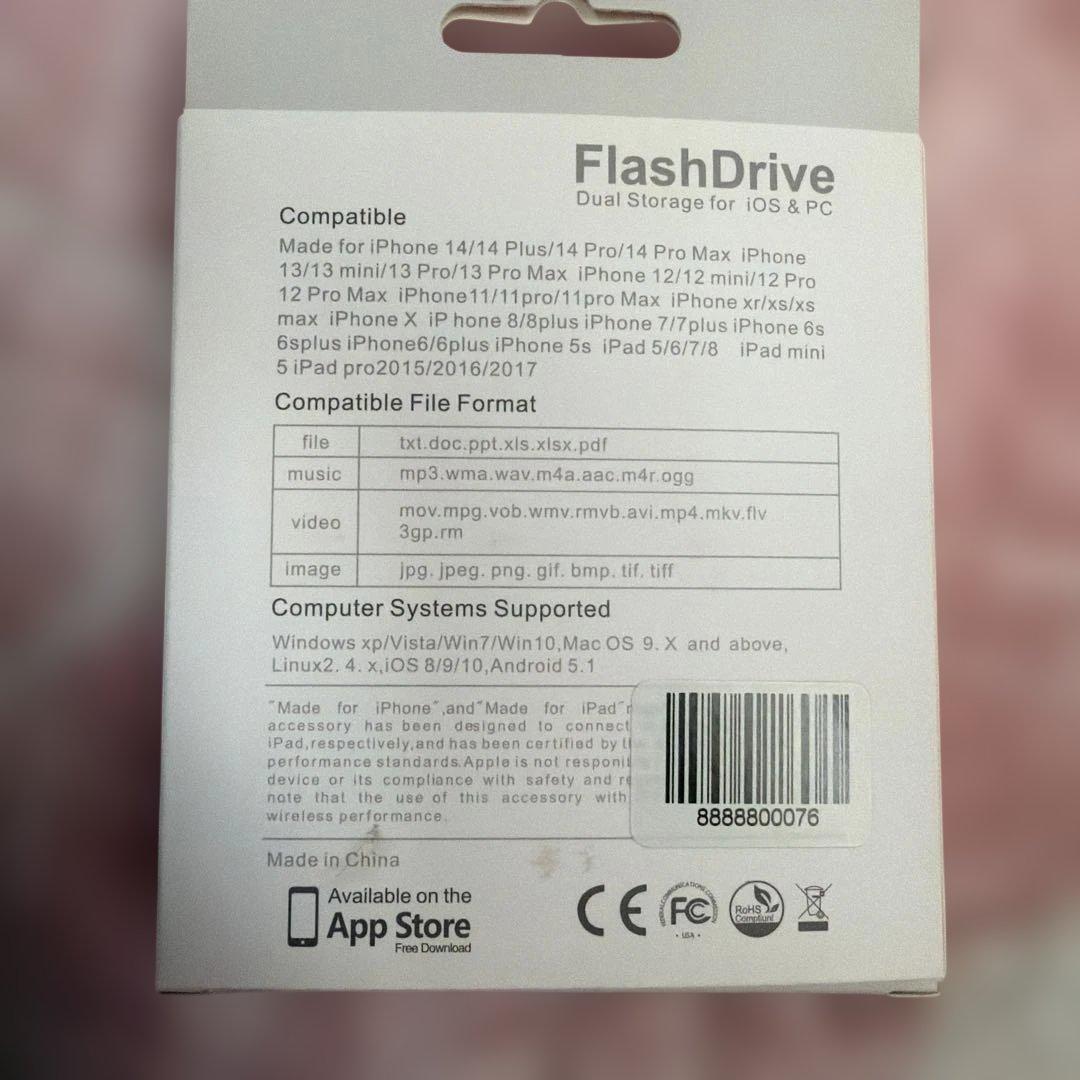 FlashDrive
Dual Storage for iOS & PC
Compatible
Made for iPhone 14/14 Plus/14 Pro/14 Pro Max iPhone
13/13 mini/13 Pro/13 Pro Max iPhone 12/12 mini/12 Pro
12 Pro Max iPhone11/11pro/11pro Max iPhone xr/xs/xs
max iPhone X iP hone 8/8plus iPhone 7/7plus iPhone 6s
6splus iPhone6/6plus iPhone 5s iPad 5/6/7/8 iPad mini
5 iPad pro2015/2016/2017
Compatible File Format
file txt.doc.ppt.xls.xlsx.pdf
music mp3.wma.wav.m4a.aac.m4r.ogg
video mov.mpg.vob.wmv.rmvb.avi.mp4.mkv.flv
3gp.rm
image jpg. jpeg. png. gif. bmp. tif. tiff
Computer Systems Supported
Windows xp/Vista/Win7/Win10,Mac OS 9. X and above,
Linux2. 4. x,iOS 8/9/10,Android 5.1
"Made for iPhone",and"Made for iPad"
accessory has been designed to connect
iPad,respectively,and has been certified by
performance standards.Apple is not
device or its compliance with safety and
note that the use of this accessory with
wireless performance.
8888800076
Made in China
Available on the
App Store
Free Download
CE
FEDERAL COMMUNICATIONS COMMISSION
FC
USA
RoHS
Compliant